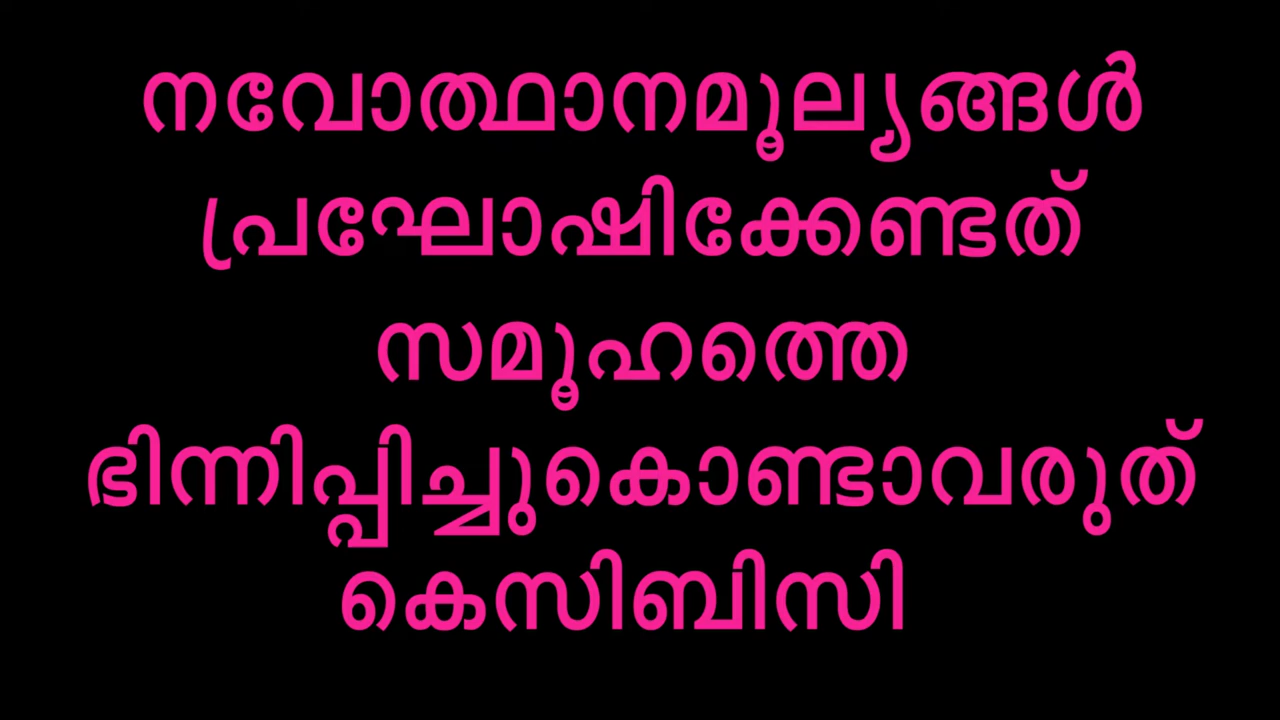 നവോത്ഥാനമൂല്യങ്ങൾ
പ്രഘോഷിക്കേണ്ടത്
സമൂഹത്തെ
ഭിന്നിപ്പിച്ചുകൊണ്ടാവരുത്
കെസിബിസി